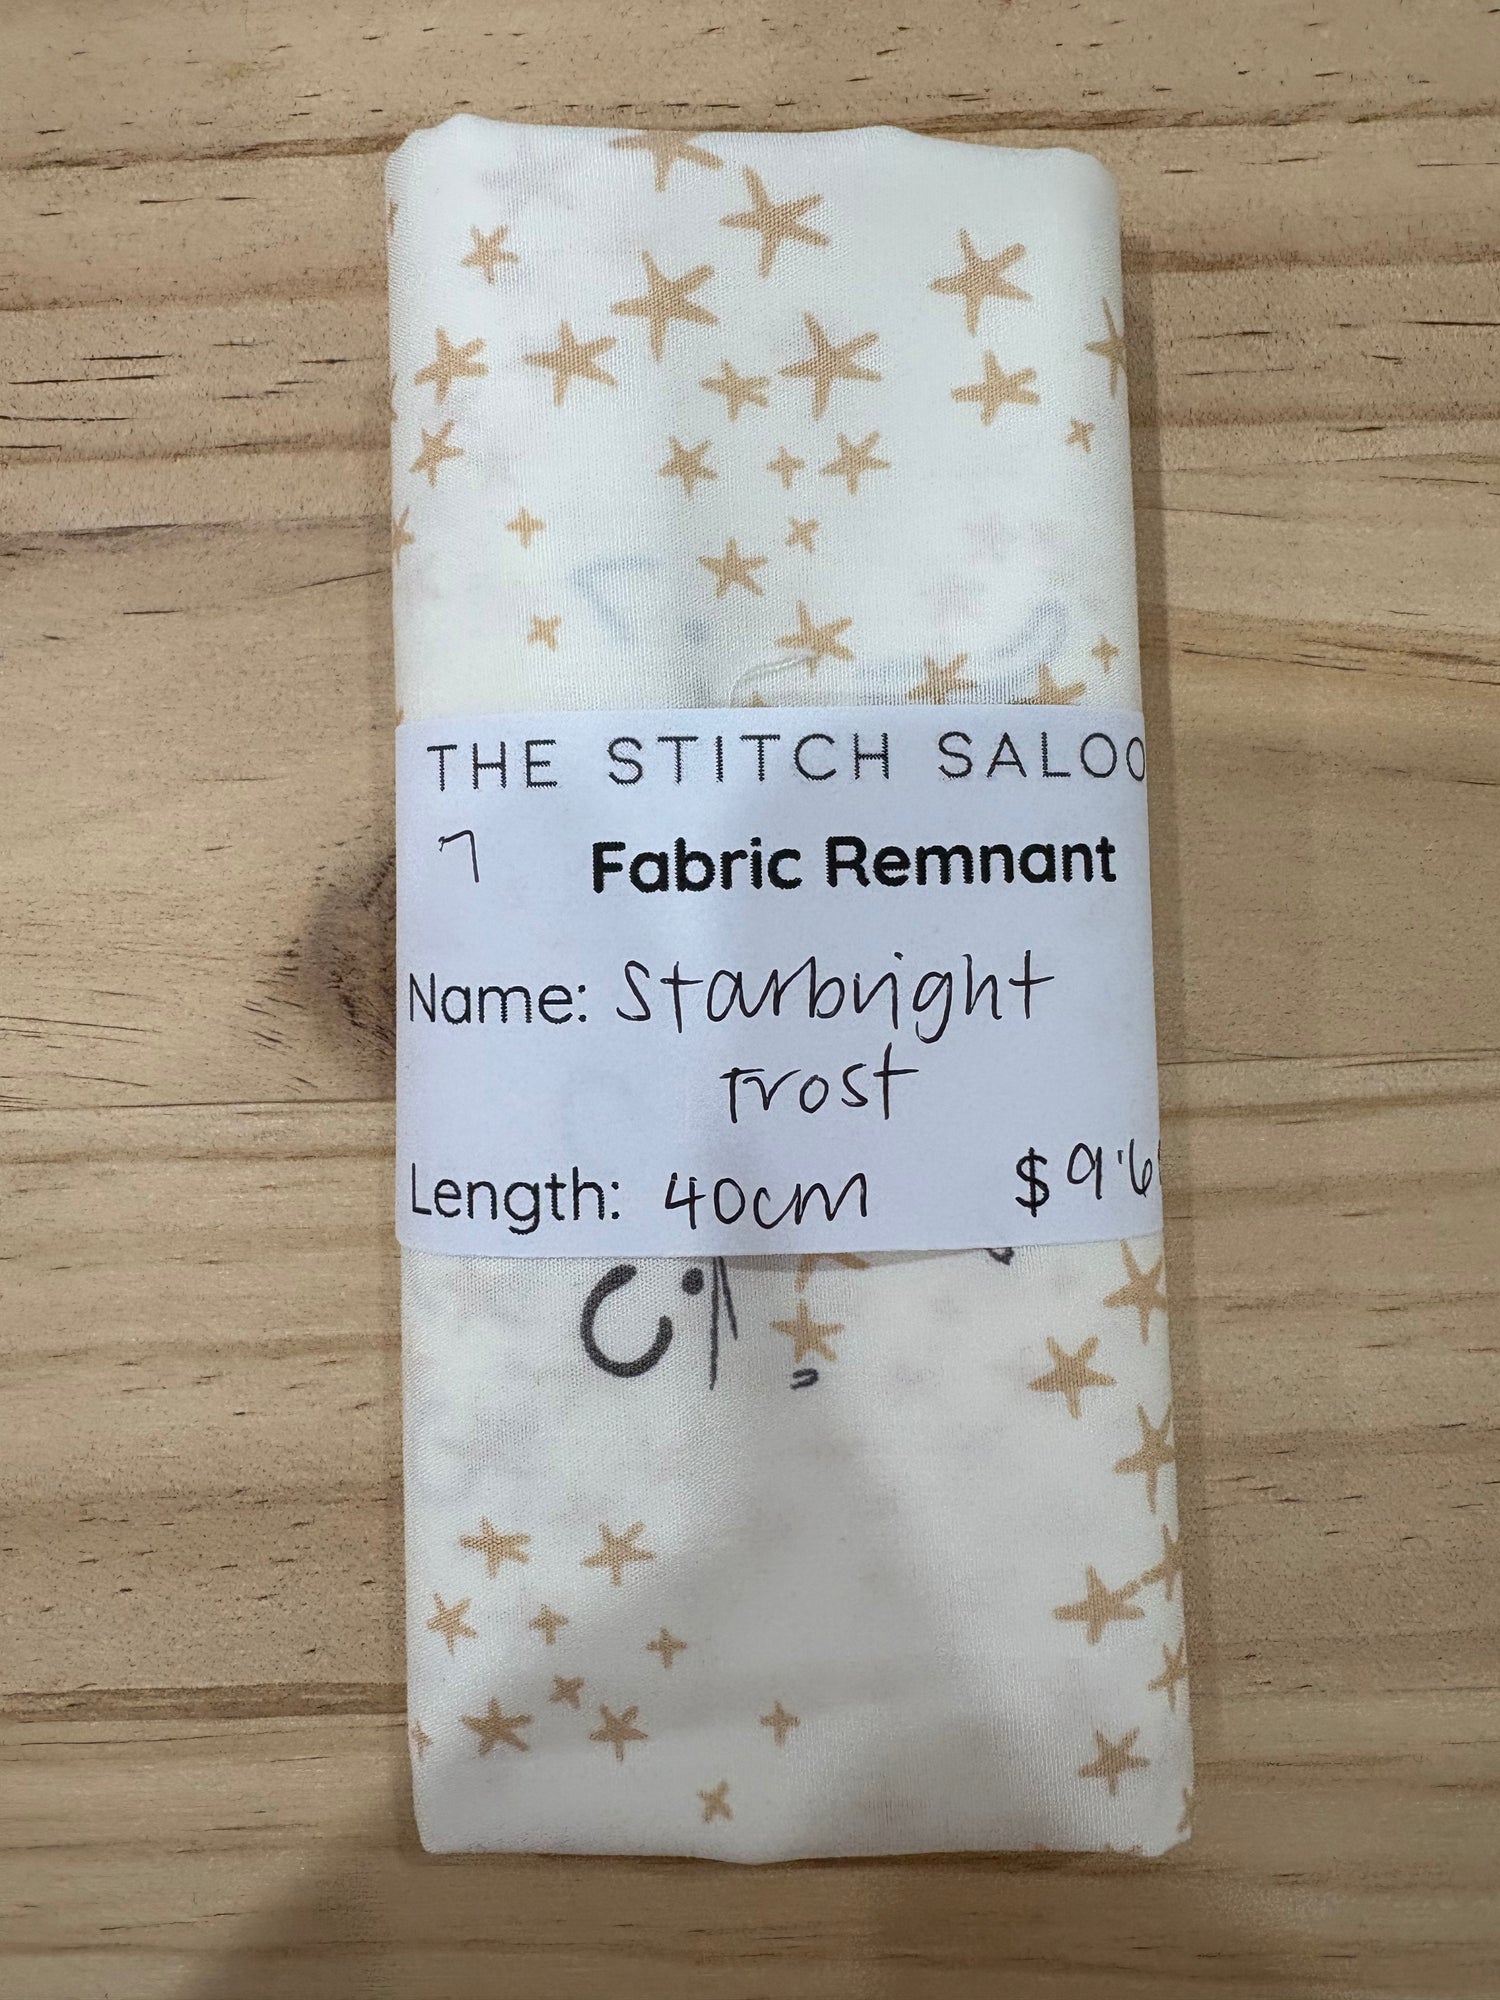 THE STITCH SALOO
7 Fabric Remnant
Name: Starbright
Frost
Length: 40cm $9.6